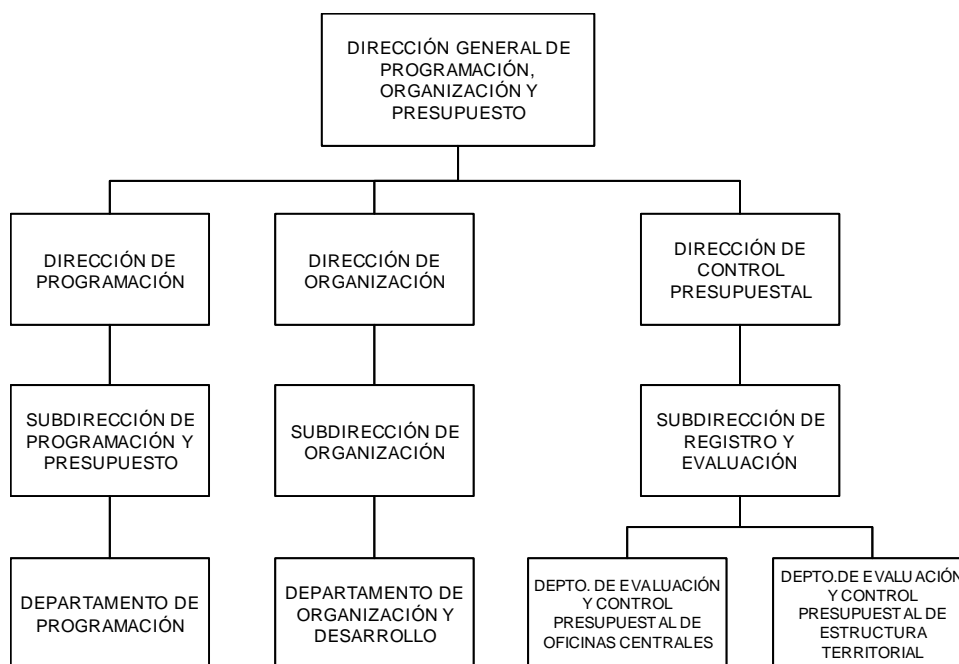 DIRECCIÓN GENERAL DE
PROGRAMACIÓN,
ORGANIZACIÓN Y
PRESUPUESTO
DIRECCIÓN DE
PROGRAMACIÓN
DIRECCIÓN DE
ORGANIZACIÓN
DIRECCIÓN DE
CONTROL
PRESUPUESTAL
SUBDIRECCIÓN DE
PROGRAMACIÓN Y
PRESUPUESTO
SUBDIRECCIÓN DE
ORGANIZACIÓN
SUBDIRECCIÓN DE
REGISTRO Y
EVALUACIÓN
DEPARTAMENTO DE
PROGRAMACIÓN
DEPARTAMENTO DE
ORGANIZACIÓN Y
DESARROLLO
DEPTO. DE EVALUACIÓN
Y CONTROL
PRESUPUESTAL DE
OFICINAS CENTRALES
DEPTO.DE EVALUACIÓN
Y CONTROL
PRESUPUESTAL DE
ESTRUCTURA
TERRITORIAL